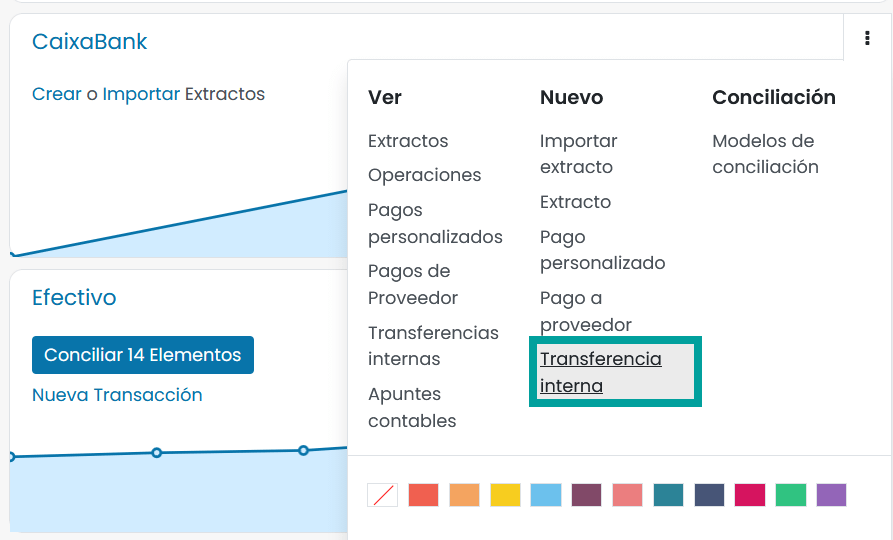 CaixaBank
Crear o Importar Extractos
Ver
Extractos
Operaciones
Pagos
personalizados
Pagos de
Proveedor
Transferencias
internas
Apuntes
contables
Nuevo
Importar
extracto
Extracto
Pago
personalizado
Pago a
proveedor
Transferencia
interna
Conciliación
Modelos de
conciliación
Efectivo
Conciliar 14 Elementos
Nueva Transacción